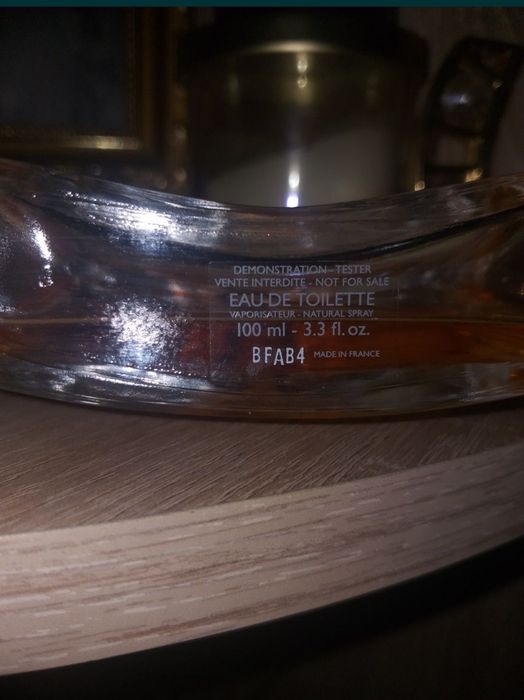 DEMONSTRATION - TESTER
VENTE INTERDITE - NOT FOR SALE
EAU DE TOILETTE
VAPORISATEUR - NATURAL SPRAY
100 ml - 3.3 fl. oz.
BFAB4 MADE IN FRANCE